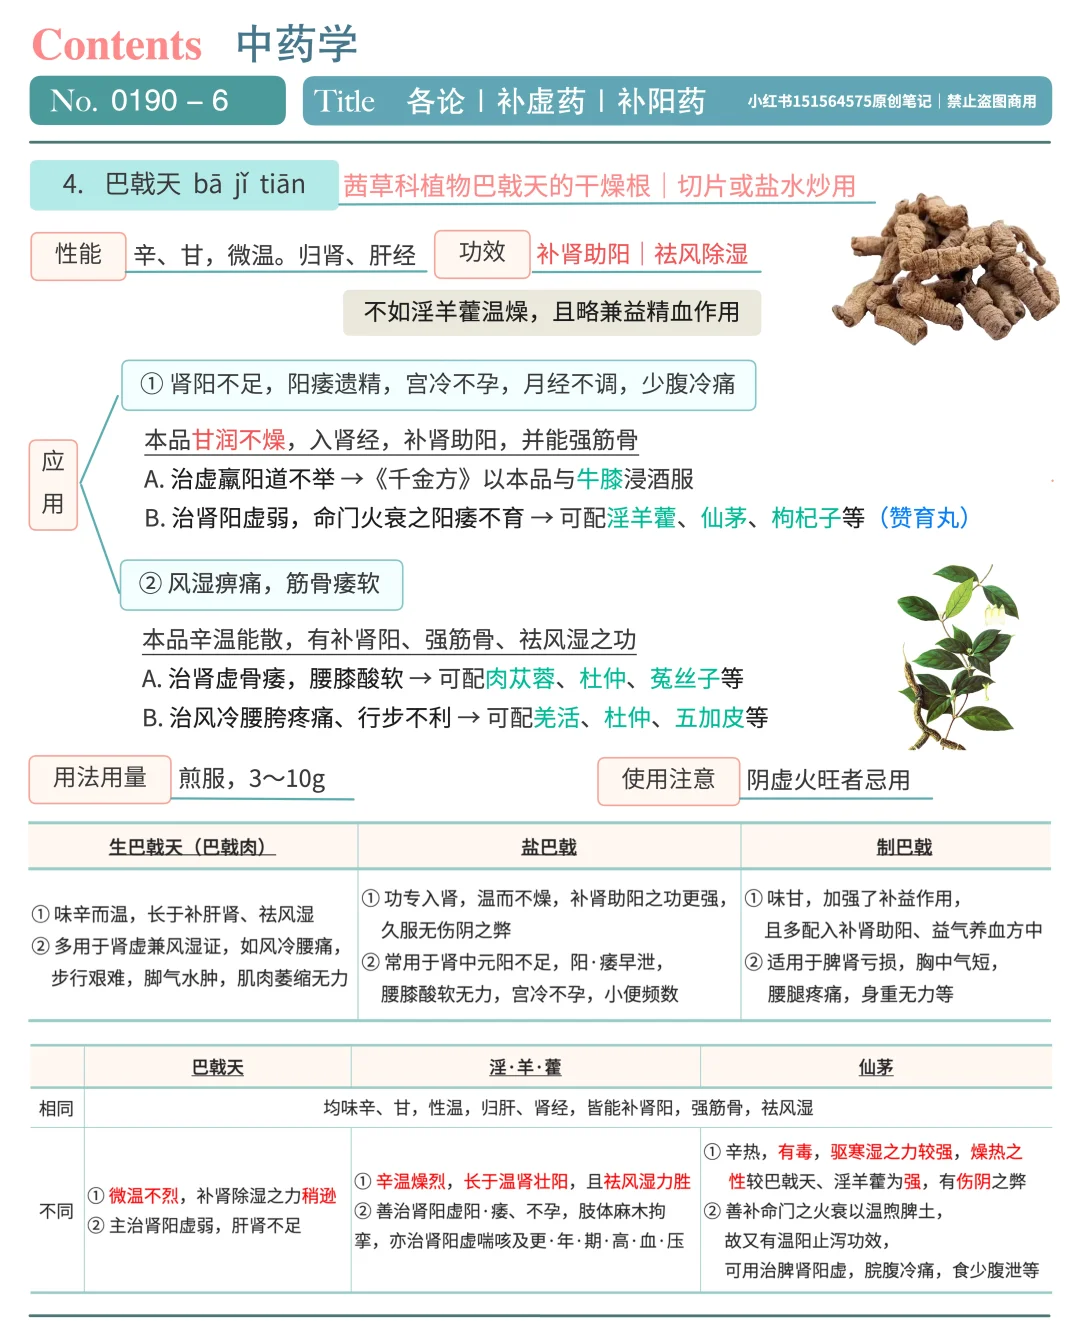 Contents 中药学
No. 0190 – 6
Title 各论丨补虚药丨补阳药 小红书151564575原创笔记｜禁止盗图商用
4. 巴戟天 bā jǐ tiān 茜草科植物巴戟天的干燥根｜切片或盐水炒用
性能 辛、甘，微温。归肾、肝经 功效 补肾助阳｜祛风除湿
不如淫羊藿温燥，且略兼益精血作用
应用
① 肾阳不足，阳痿遗精，宫冷不孕，月经不调，少腹冷痛
本品甘润不燥，入肾经，补肾助阳，并能强筋骨
A. 治虚羸阳道不举→《千金方》以本品与牛膝浸酒服
B. 治肾阳虚弱，命门火衰之阳痿不育→可配淫羊藿、仙茅、枸杞子等（赞育丸）
② 风湿痹痛，筋骨痿软
本品辛温能散，有补肾阳、强筋骨、祛风湿之功
A. 治肾虚骨痿，腰膝酸软→可配肉苁蓉、杜仲、菟丝子等
B. 治风冷腰胯疼痛、行步不利→可配羌活、杜仲、五加皮等
用法用量 煎服，3～10g 使用注意 阴虚火旺者忌用
生巴戟天（巴戟肉） 盐巴戟 制巴戟
① 味辛而温，长于补肝肾、祛风湿
② 多用于肾虚兼风湿证，如风冷腰痛，
步行艰难，脚气水肿，肌肉萎缩无力
① 功专入肾，温而不燥，补肾助阳之功更强，
久服无伤阴之弊
② 常用于肾中元阳不足，阳·痿早泄，
腰膝酸软无力，宫冷不孕，小便频数
① 味甘，加强了补益作用，
且多配入补肾助阳、益气养血方中
② 适用于脾肾亏损，胸中气短，
腰腿疼痛，身重无力等
巴戟天 淫·羊·藿 仙茅
相同 均味辛、甘，性温，归肝、肾经，皆能补肾阳，强筋骨，祛风湿
不同
① 微温不烈，补肾除湿之力稍逊
② 主治肾阳虚弱，肝肾不足
① 辛温燥烈，长于温肾壮阳，且祛风湿力胜
② 善治肾阳虚阳·痿、不孕，肢体麻木拘
挛，亦治肾阳虚喘咳及更·年·期·高·血·压
① 辛热，有毒，驱寒湿之力较强，燥热之
性较巴戟天、淫羊藿为强，有伤阴之弊
② 善补命门之火衰以温煦脾土，
故又有温阳止泻功效，
可用治脾肾阳虚，脘腹冷痛，食少腹泄等